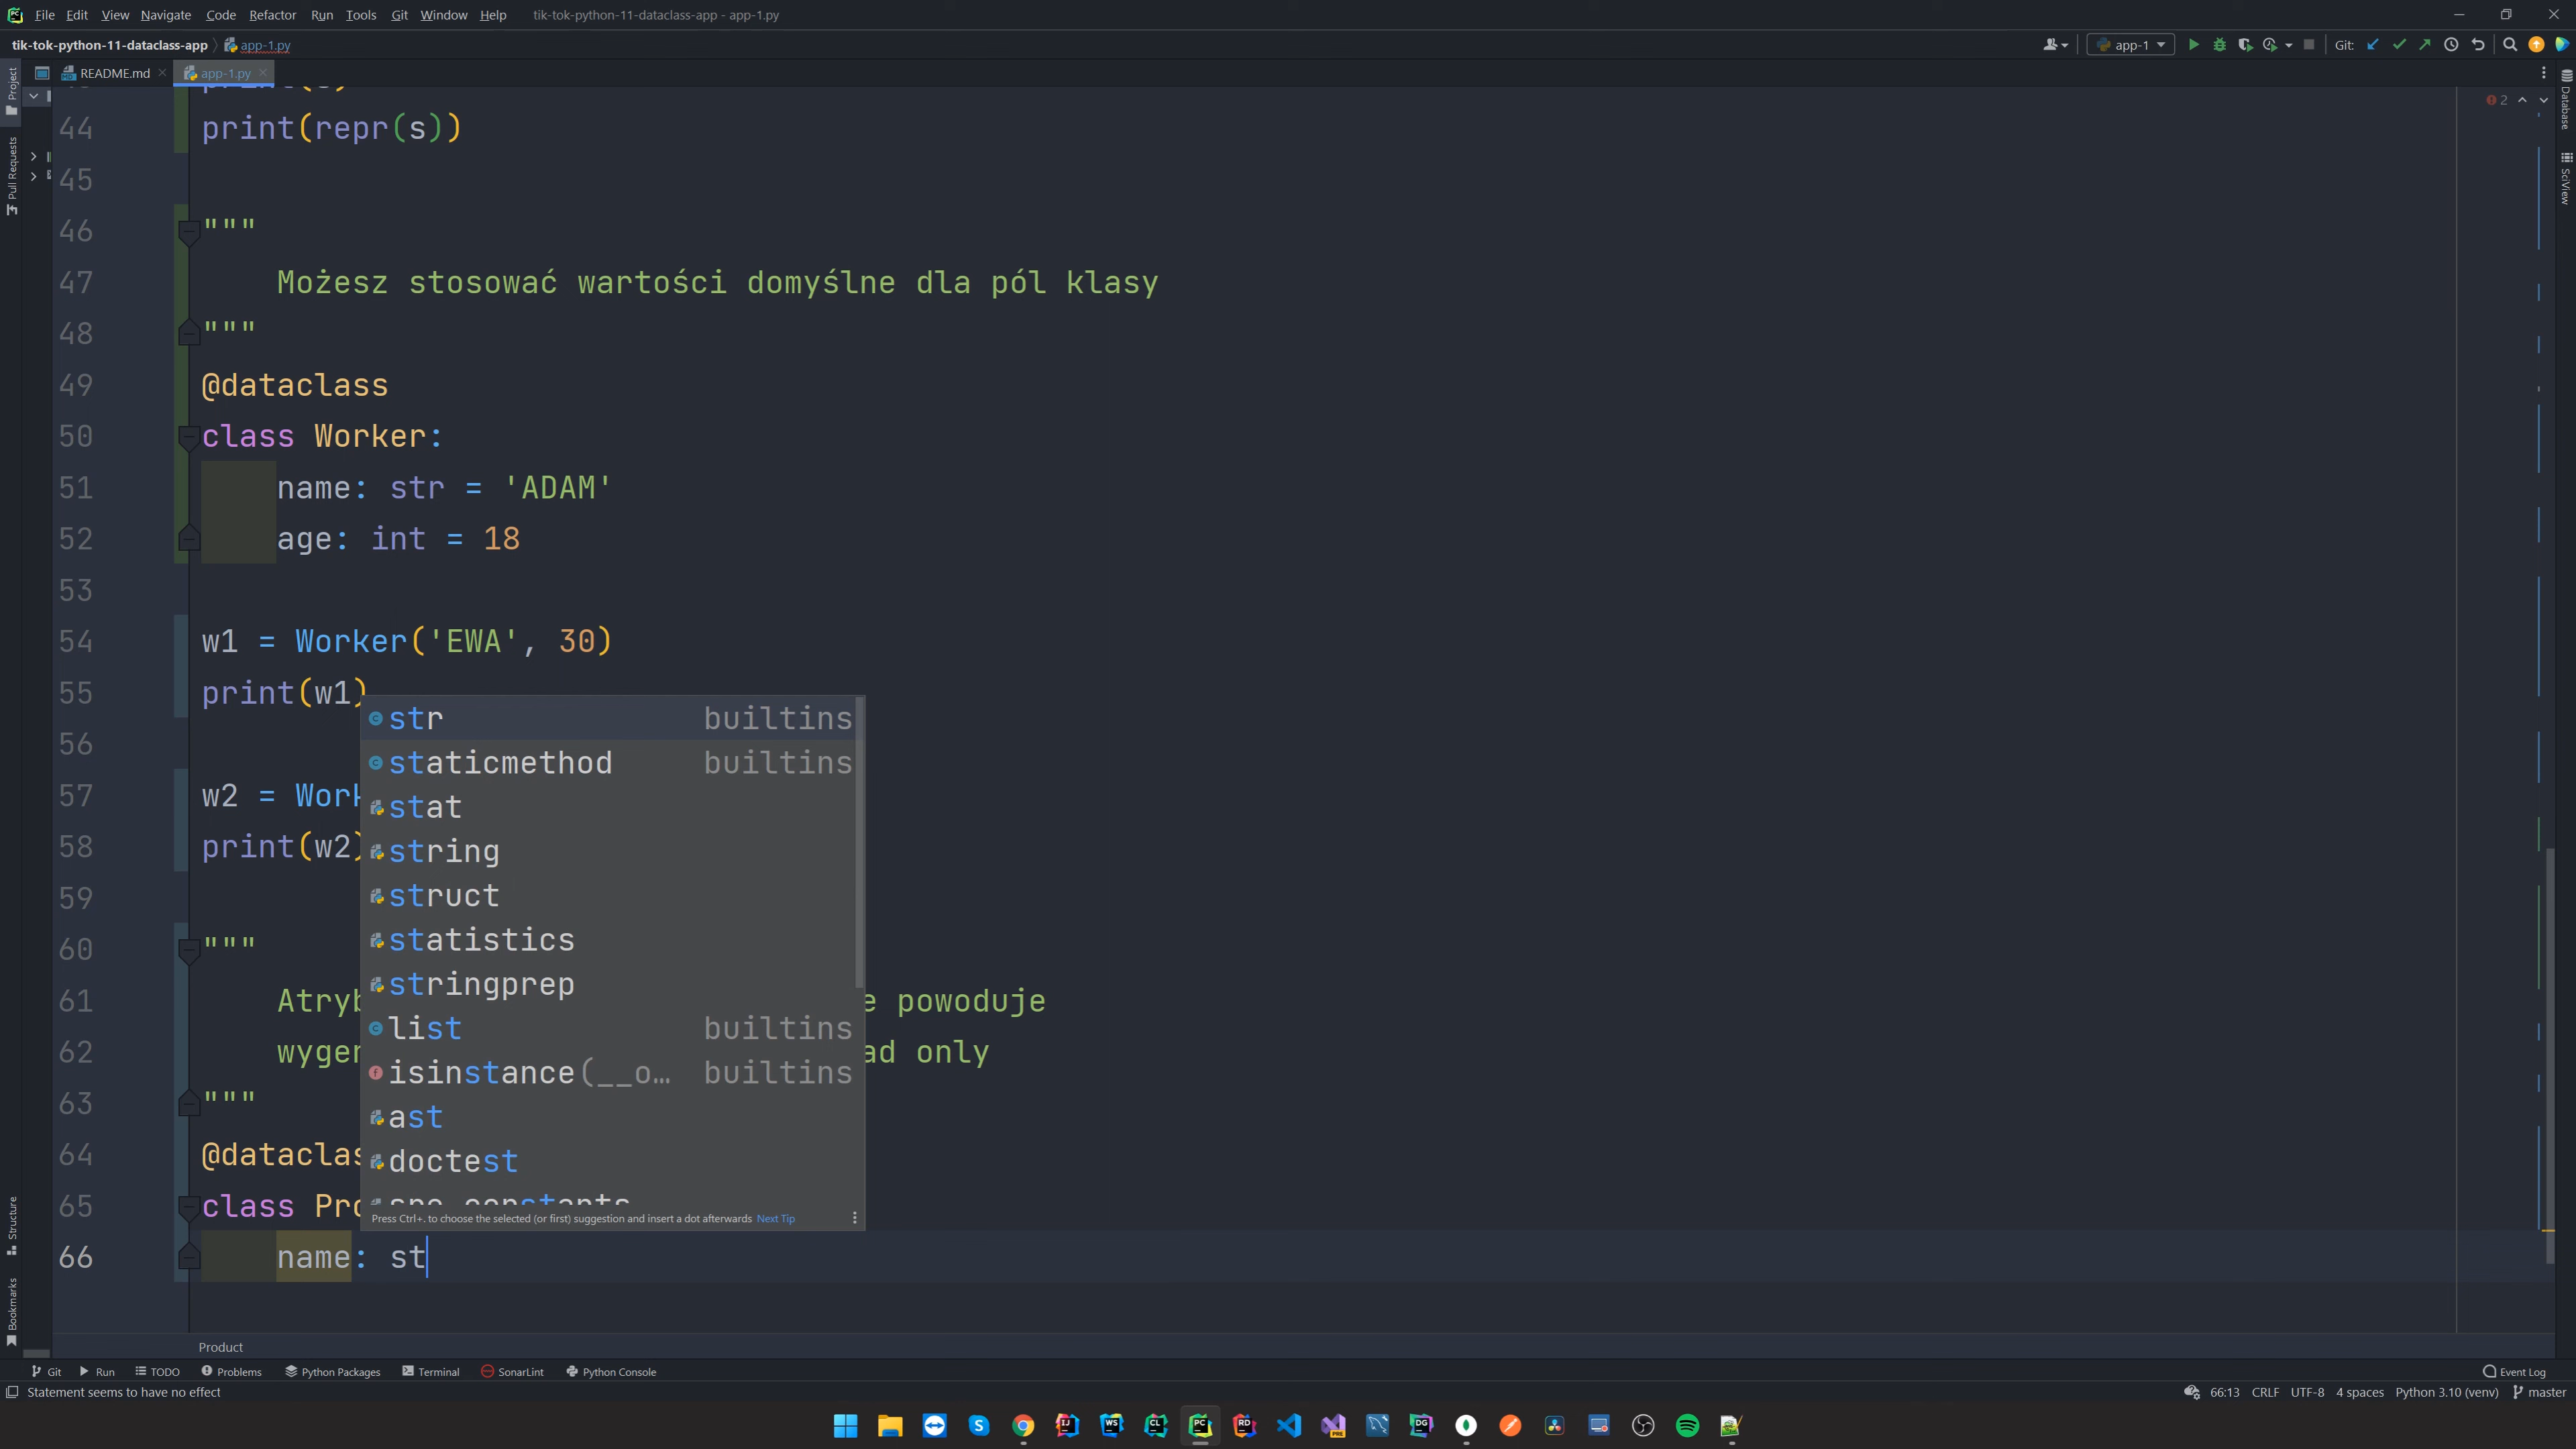 File Edit View Navigate Code Refactor Run Tools Git Window Help tik-tok-python-11-dataclass-app - app-1.py
tik-tok-python-11-dataclass-app app-1.py app-1 Git:
README.md app-1.py
Project
Pull Requests
Structure
Bookmarks
Database
SciView
2
44 print(repr(s))
45
46 """
47 Możesz stosować wartości domyślne dla pól klasy
48 """
49 @dataclass
50 class Worker:
51 name: str = 'ADAM'
52 age: int = 18
53
54 w1 = Worker('EWA', 30)
55 print(w1)
56
57 w2 = Work
58 print(w2)
59
60 """
61 Atryb e powoduje
62 wyger ad only
63 """
64 @dataclas
65 class Pro
66 name: st
str builtins
staticmethod builtins
stat
string
struct
statistics
stringprep
list builtins
isinstance(__o... builtins
ast
doctest
Press Ctrl+. to choose the selected (or first) suggestion and insert a dot afterwards Next Tip
Product
Git Run TODO Problems Python Packages Terminal SonarLint Python Console Event Log
Statement seems to have no effect 66:13 CRLF UTF-8 4 spaces Python 3.10 (venv) master